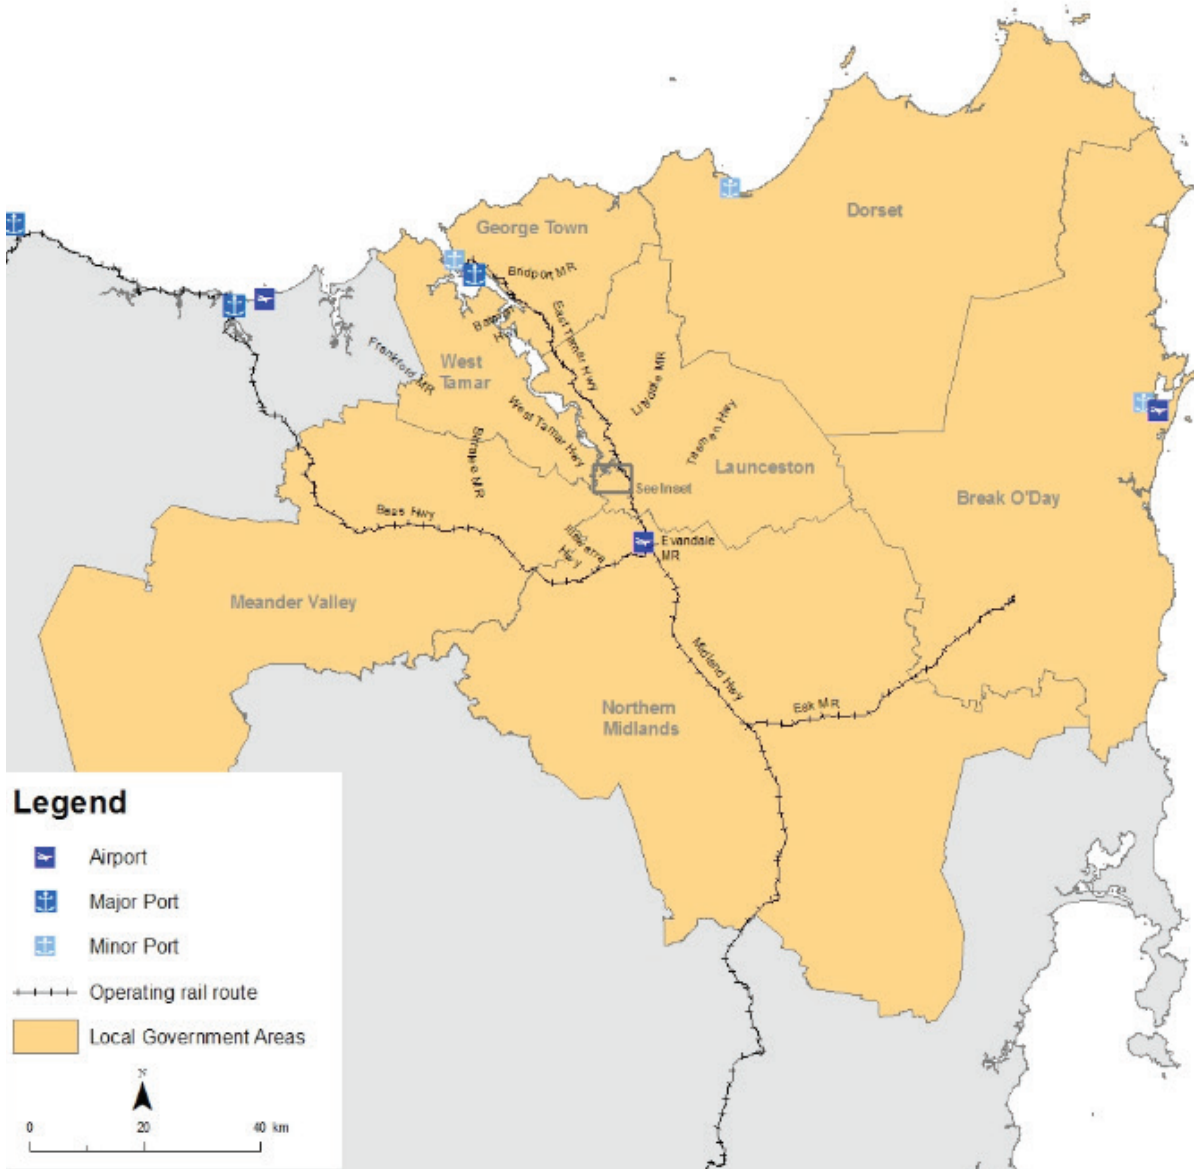 Dorset
George Town
Bridport MR
East Tamar Hwy
Frankford MR
West
Tamar
Lilydale MR
West Tamar Hwy
Tasman Hwy
Launceston
See Inset
Break O'Day
Bass Hwy
Illawarra
Hwy
Evandale
MR
Meander Valley
Midland Hwy
Northern
Midlands
Esk MR
Legend
Airport
Major Port
Minor Port
Operating rail route
Local Government Areas
N
0
20
40 km